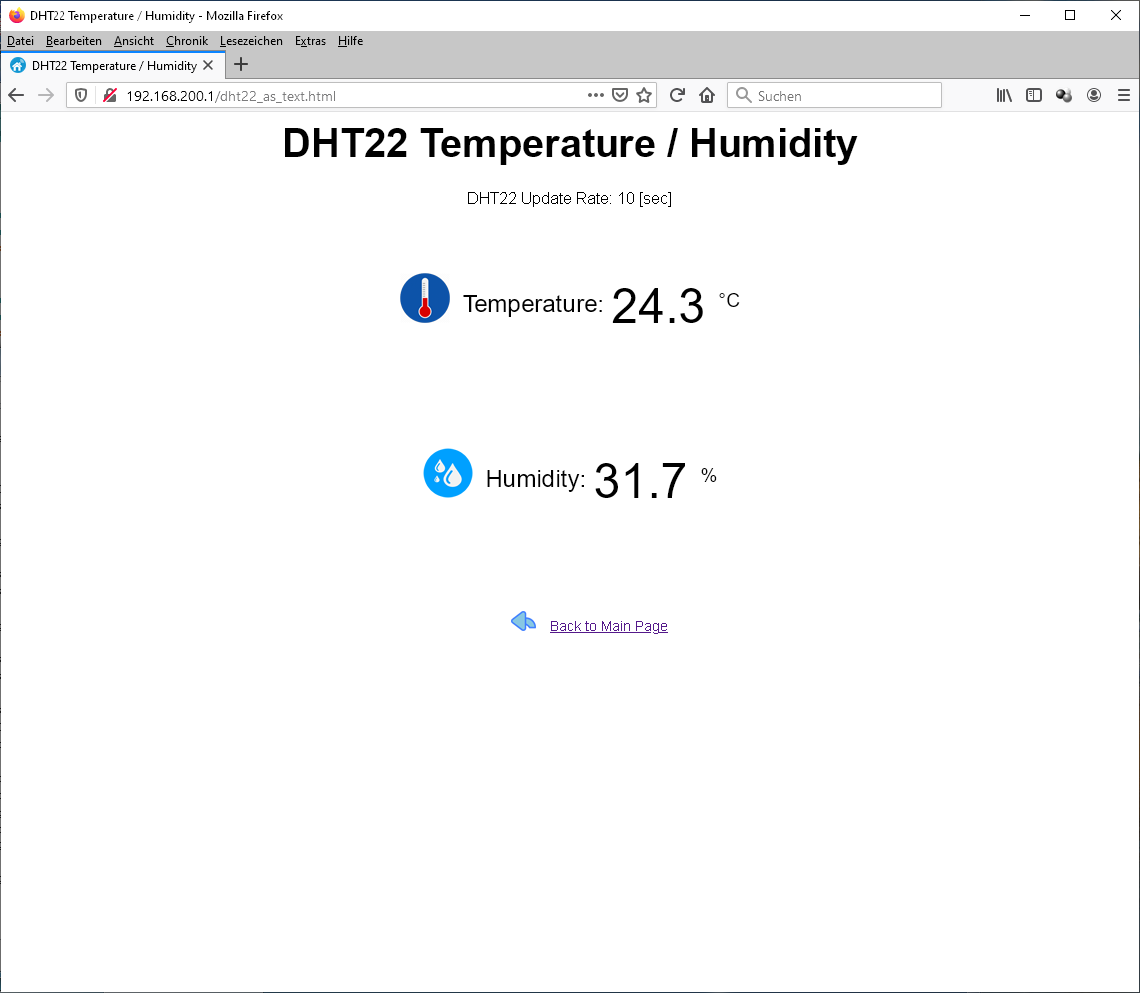 DHT22 Temperature / Humidity - Mozilla Firefox
Datei Bearbeiten Ansicht Chronik Lesezeichen Extras Hilfe
DHT22 Temperature / Humidity
192.168.200.1/dht22_as_text.html
Suchen
DHT22 Temperature / Humidity
DHT22 Update Rate: 10 [sec]
Temperature: 24.3 °C
Humidity: 31.7 %
Back to Main Page